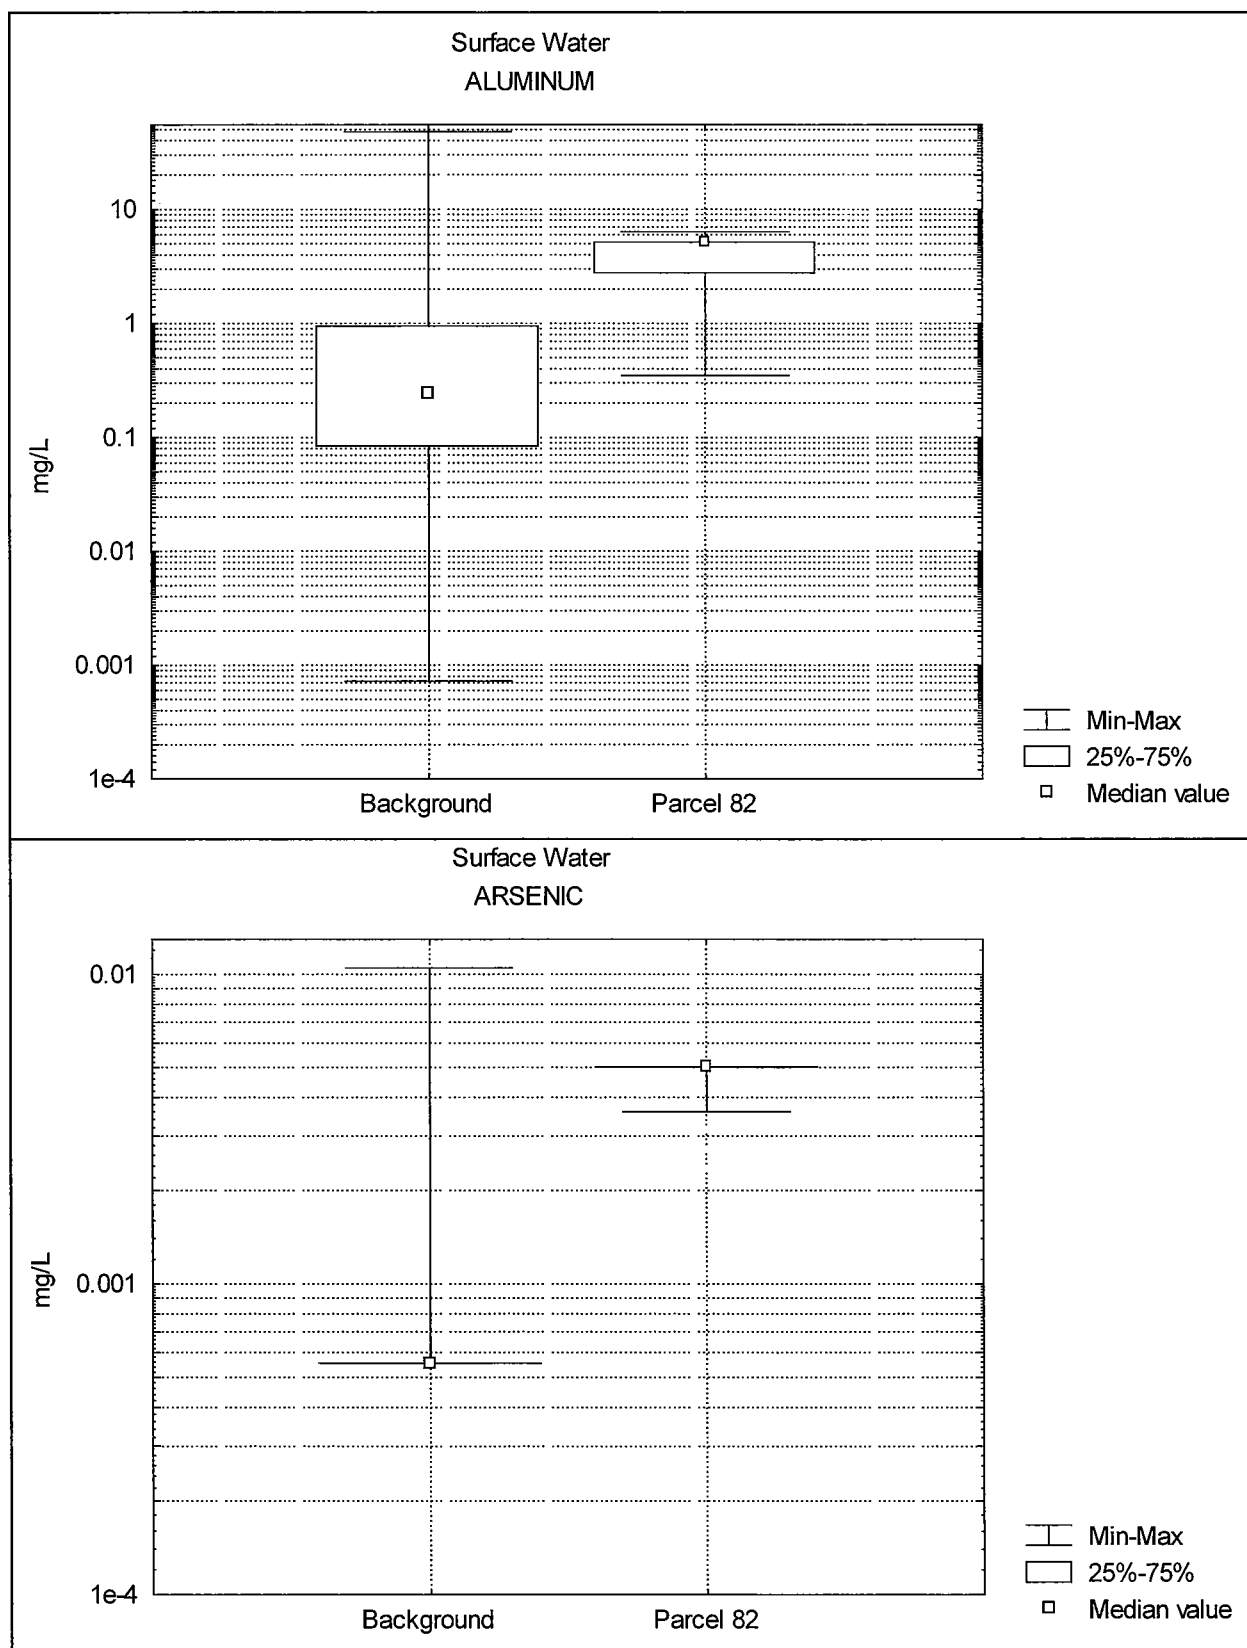 Surface Water
ALUMINUM
10
1
0.1
0.01
0.001
1e-4
mg/L
Background
Parcel 82
Min-Max
25%-75%
Median value
Surface Water
ARSENIC
0.01
0.001
1e-4
mg/L
Background
Parcel 82
Min-Max
25%-75%
Median value